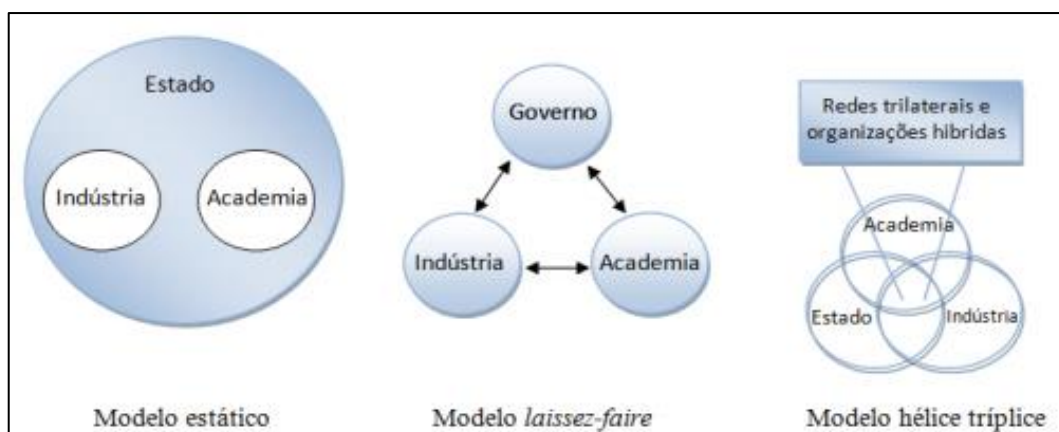 Estado
Indústria
Academia
Modelo estático
Governo
Indústria
Academia
Modelo laissez-faire
Redes trilaterais e
organizações hibridas
Academia
Estado
Indústria
Modelo hélice tríplice